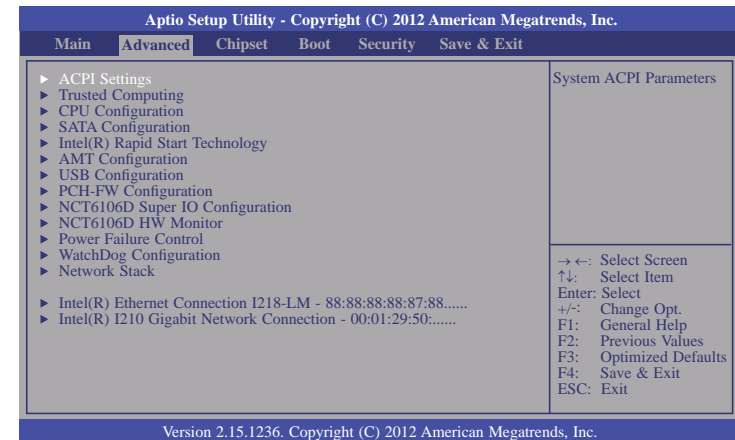 Aptio Setup Utility - Copyright (C) 2012 American Megatrends, Inc.
Main Advanced Chipset Boot Security Save & Exit
► ACPI Settings
► Trusted Computing
► CPU Configuration
► SATA Configuration
► Intel(R) Rapid Start Technology
► AMT Configuration
► USB Configuration
► PCH-FW Configuration
► NCT6106D Super IO Configuration
► NCT6106D HW Monitor
► Power Failure Control
► WatchDog Configuration
► Network Stack
► Intel(R) Ethernet Connection I218-LM - 88:88:88:88:87:88......
► Intel(R) I210 Gigabit Network Connection - 00:01:29:50:......
System ACPI Parameters
→←: Select Screen
↑↓: Select Item
Enter: Select
+/-: Change Opt.
F1: General Help
F2: Previous Values
F3: Optimized Defaults
F4: Save & Exit
ESC: Exit
Version 2.15.1236. Copyright (C) 2012 American Megatrends, Inc.